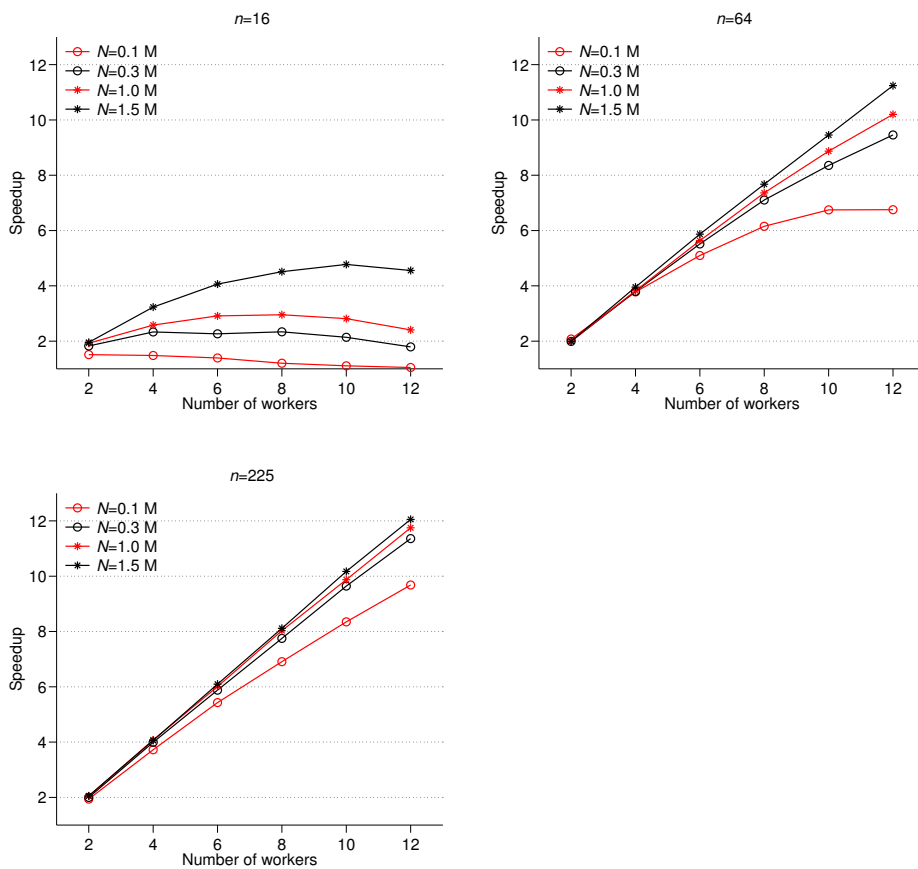 n=16
N=0.1 M
N=0.3 M
N=1.0 M
N=1.5 M
12
10
8
6
4
2
Speedup
2 4 6 8 10 12
Number of workers
n=64
N=0.1 M
N=0.3 M
N=1.0 M
N=1.5 M
12
10
8
6
4
2
Speedup
2 4 6 8 10 12
Number of workers
n=225
N=0.1 M
N=0.3 M
N=1.0 M
N=1.5 M
12
10
8
6
4
2
Speedup
2 4 6 8 10 12
Number of workers